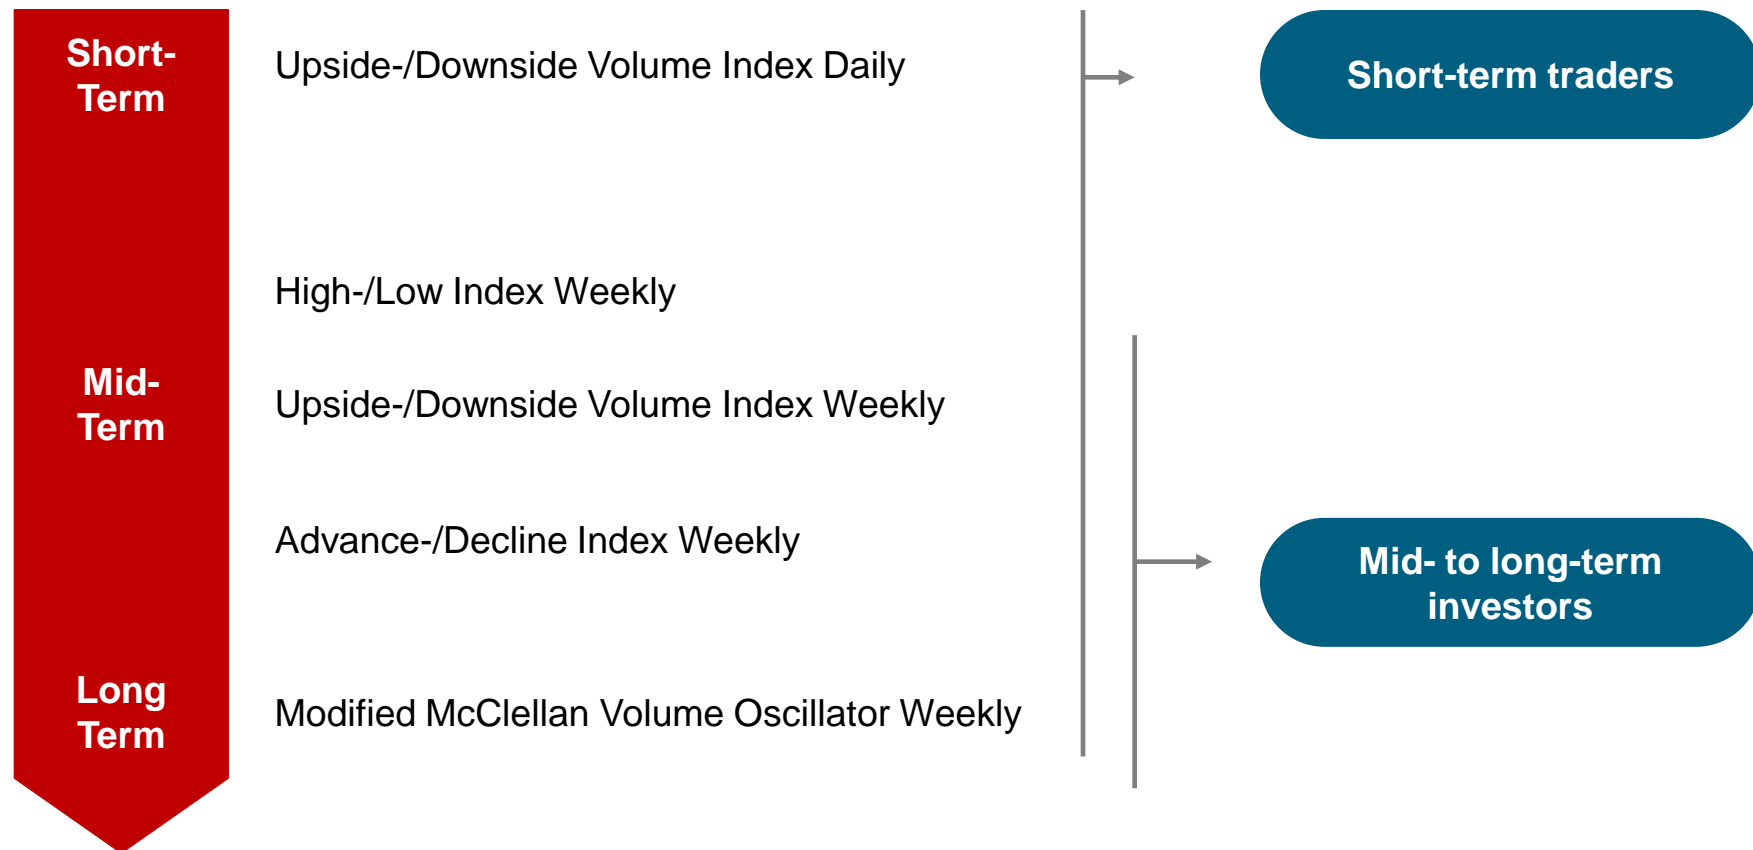 Short-
Term
Upside-/Downside Volume Index Daily
Short-term traders
High-/Low Index Weekly
Mid-
Term
Upside-/Downside Volume Index Weekly
Advance-/Decline Index Weekly
Mid- to long-term
investors
Long
Term
Modified McClellan Volume Oscillator Weekly